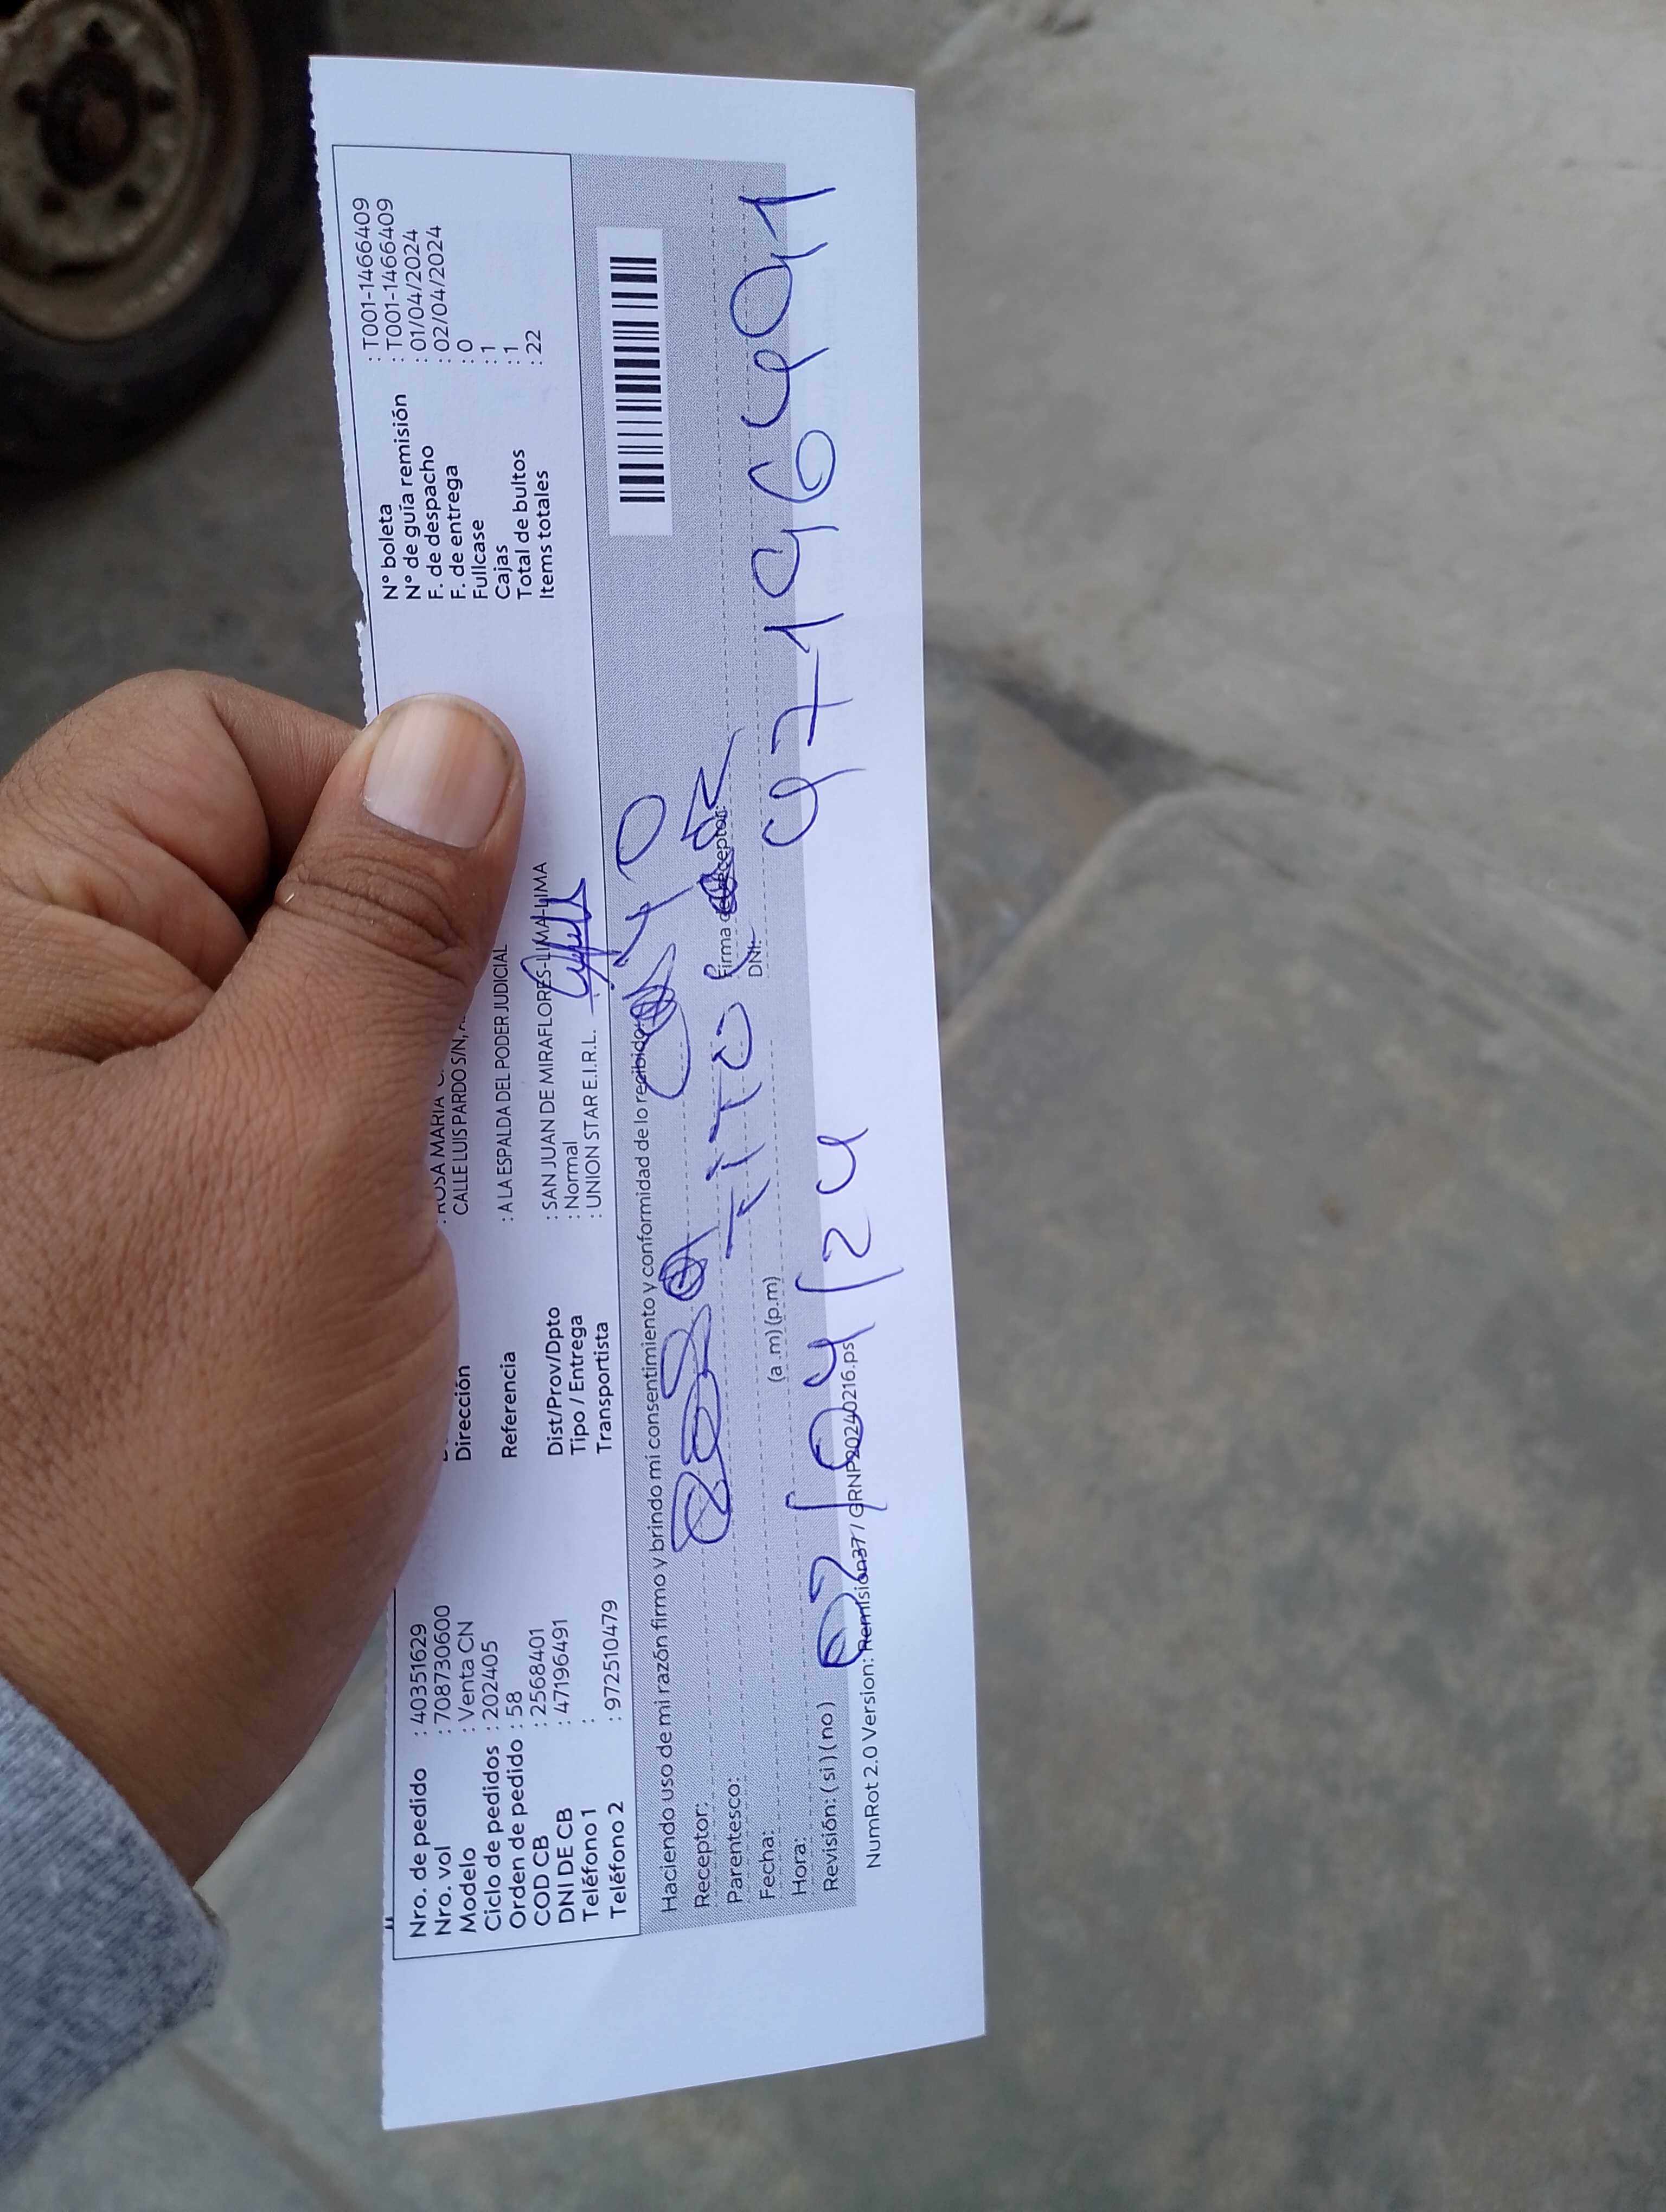 Nro. de pedido : 40351629
Nro. vol : 708730600
Modelo : Venta CN
Ciclo de pedidos : 202405
Orden de pedido : 58
COD CB : 2568401
DNI DE CB : 47196491
Teléfono 1 :
Teléfono 2 : 972510479
: ROSA MARIA
Dirección CALLE LUIS PARDO S/N,
Referencia : A LA ESPALDA DEL PODER JUDICIAL
Dist/Prov/Dpto : SAN JUAN DE MIRAFLORES-LIMA-LIMA
Tipo / Entrega : Normal
Transportista : UNION STAR E.I.R.L.
N° boleta : T001-1466409
N° de guía remisión : T001-1466409
F. de despacho : 01/04/2024
F. de entrega : 02/04/2024
Fullcase : 0
Cajas : 1
Total de bultos : 1
Items totales : 22
Haciendo uso de mi razón firmo y brindo mi consentimiento y conformidad de lo recibido
Receptor:
Parentesco: TiTOL
Firma de receptor:
Fecha:
DNI: 47196491
Hora: (a .m) (p.m)
02/04/24
Revisión: ( si ) ( no )
NumRot 2.0 Version: Remision37 / GRNP20240216.ps